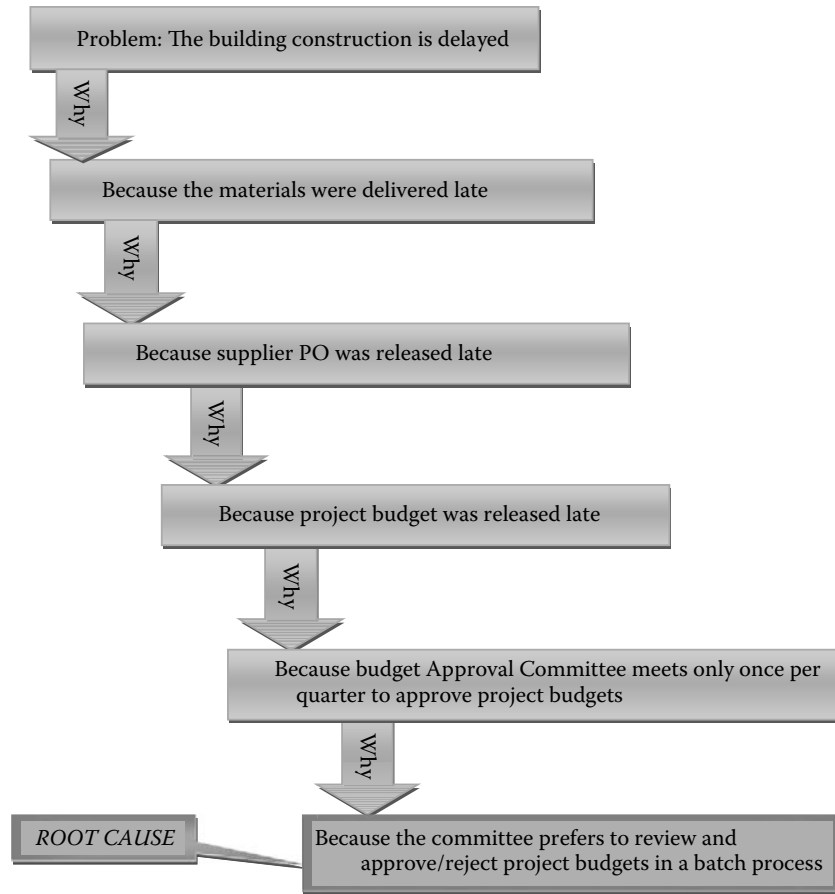 Problem: The building construction is delayed
Why
Because the materials were delivered late
Why
Because supplier PO was released late
Why
Because project budget was released late
Why
Because budget Approval Committee meets only once per
quarter to approve project budgets
Why
ROOT CAUSE
Because the committee prefers to review and
approve/reject project budgets in a batch process